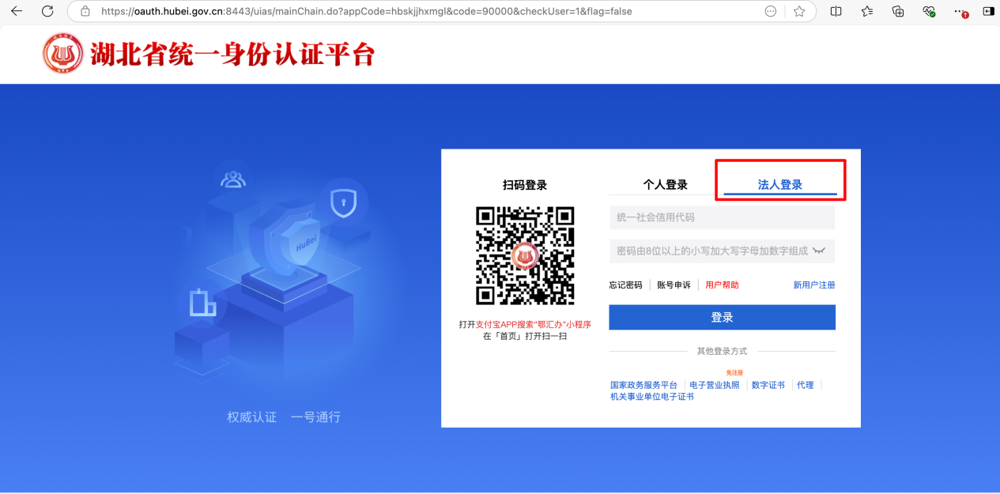 https://oauth.hubei.gov.cn:8443/uias/mainChain.do?appCode=hbskjjhxmgl&code=90000&checkUser=1&flag=false
湖北省统一身份认证平台
HuBei
权威认证 一号通行
扫码登录
打开支付宝APP搜索"鄂汇办"小程序
在「首页」打开扫一扫
个人登录 法人登录
统一社会信用代码
密码由8位以上的小写加大写字母加数字组成
忘记密码 账号申诉 用户帮助 新用户注册
登录
其他登录方式
免注册
国家政务服务平台 电子营业执照 数字证书 代理
机关事业单位电子证书